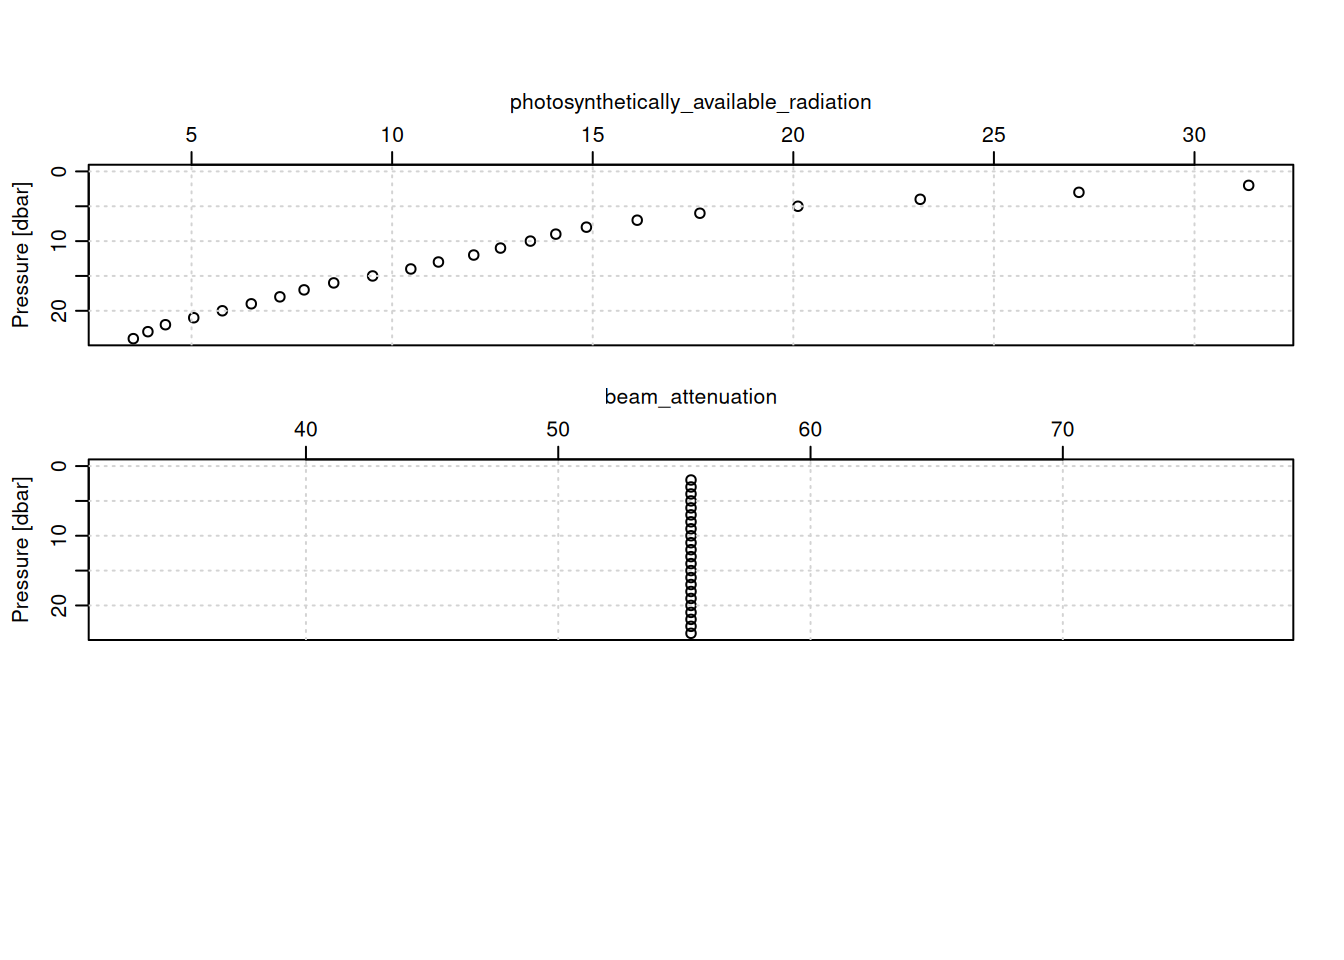 photosynthetically_available_radiation
5 10 15 20 25 30
Pressure [dbar]
0
10
20
beam_attenuation
40 50 60 70
Pressure [dbar]
0
10
20